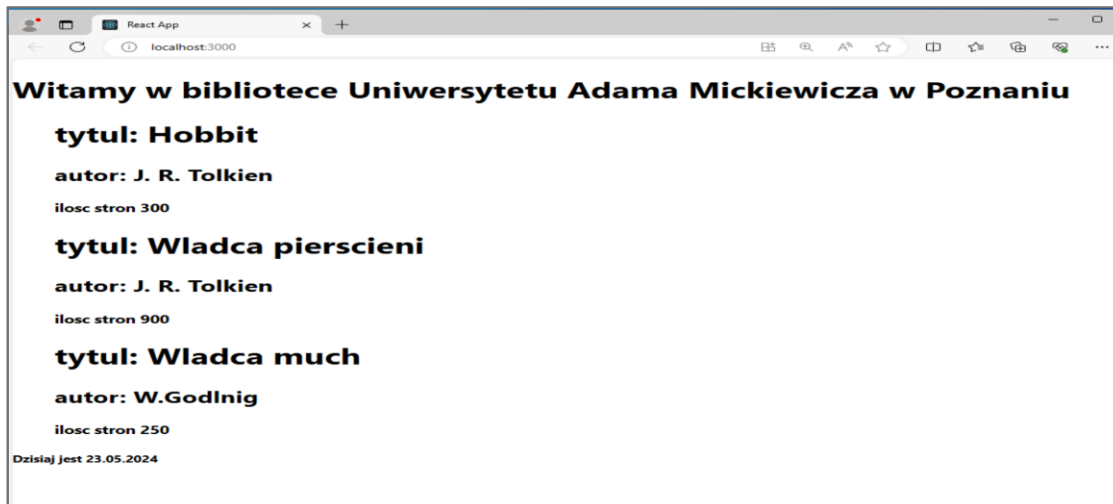 React App
localhost:3000
Witamy w bibliotece Uniwersytetu Adama Mickiewicza w Poznaniu
tytul: Hobbit
autor: J. R. Tolkien
ilosc stron 300
tytul: Wladca pierscieni
autor: J. R. Tolkien
ilosc stron 900
tytul: Wladca much
autor: W.Godlnig
ilosc stron 250
Dzisiaj jest 23.05.2024